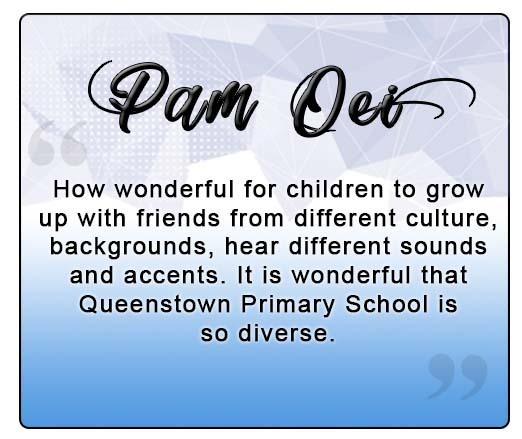 Pam Oei
How wonderful for children to grow
up with friends from different culture,
backgrounds, hear different sounds
and accents. It is wonderful that
Queenstown Primary School is
so diverse.